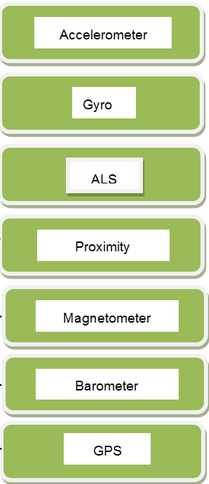 Accelerometer
Gyro
ALS
Proximity
Magnetometer
Barometer
GPS